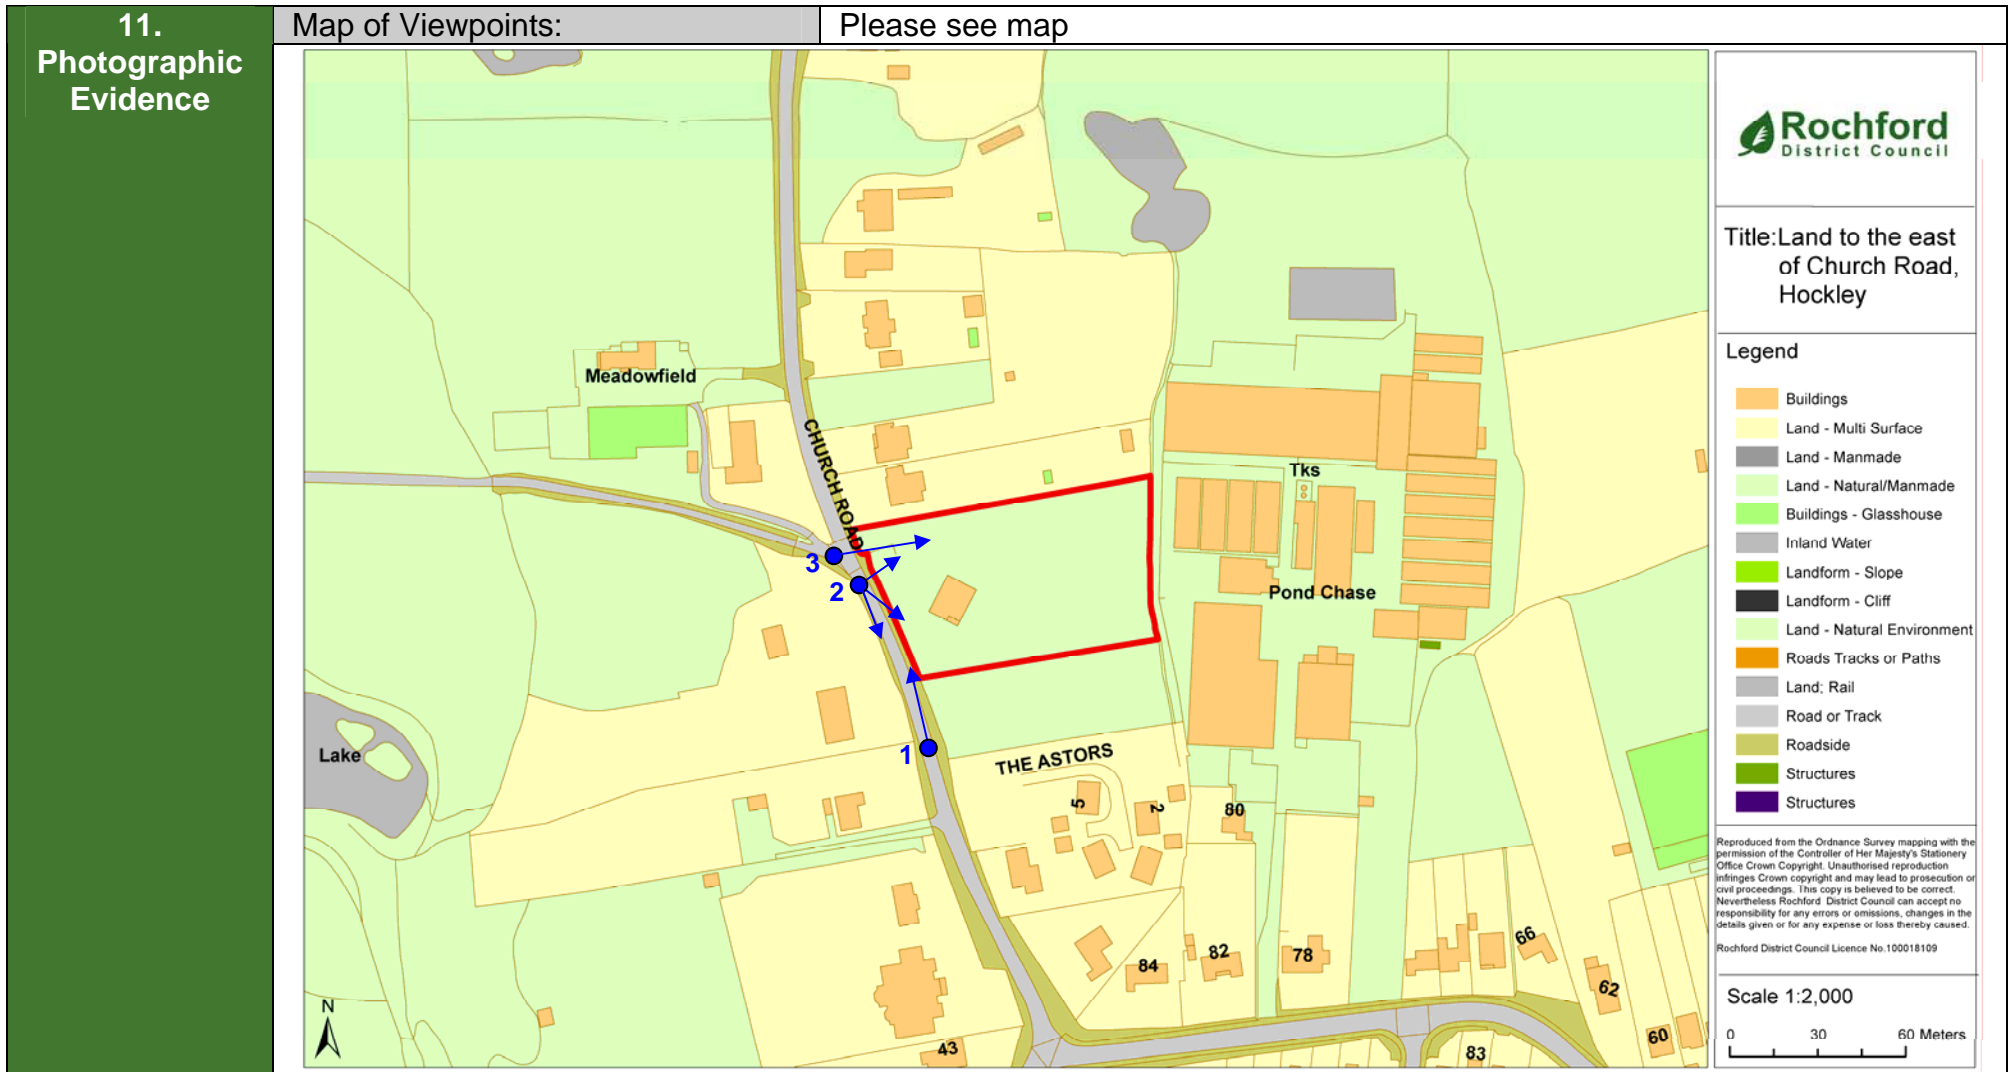 11.
Photographic
Evidence
Map of Viewpoints:
Please see map
Meadowfield
CHURCH ROAD
3
2
1
Tks
Pond Chase
Lake
THE ASTORS
5
2
80
84
82
78
66
62
60
43
83
N
Rochford
District Council
Title:Land to the east
of Church Road,
Hockley
Legend
Buildings
Land - Multi Surface
Land - Manmade
Land - Natural/Manmade
Buildings - Glasshouse
Inland Water
Landform - Slope
Landform - Cliff
Land - Natural Environment
Roads Tracks or Paths
Land; Rail
Road or Track
Roadside
Structures
Structures
Reproduced from the Ordnance Survey mapping with the
permission of the Controller of Her Majesty's Stationery
Office Crown Copyright. Unauthorised reproduction
infringes Crown copyright and may lead to prosecution or
civil proceedings. This copy is believed to be correct.
Nevertheless Rochford District Council can accept no
responsibility for any errors or omissions, changes in the
details given or for any expense or loss thereby caused.
Rochford District Council Licence No.100018109
Scale 1:2,000
0 30 60 Meters